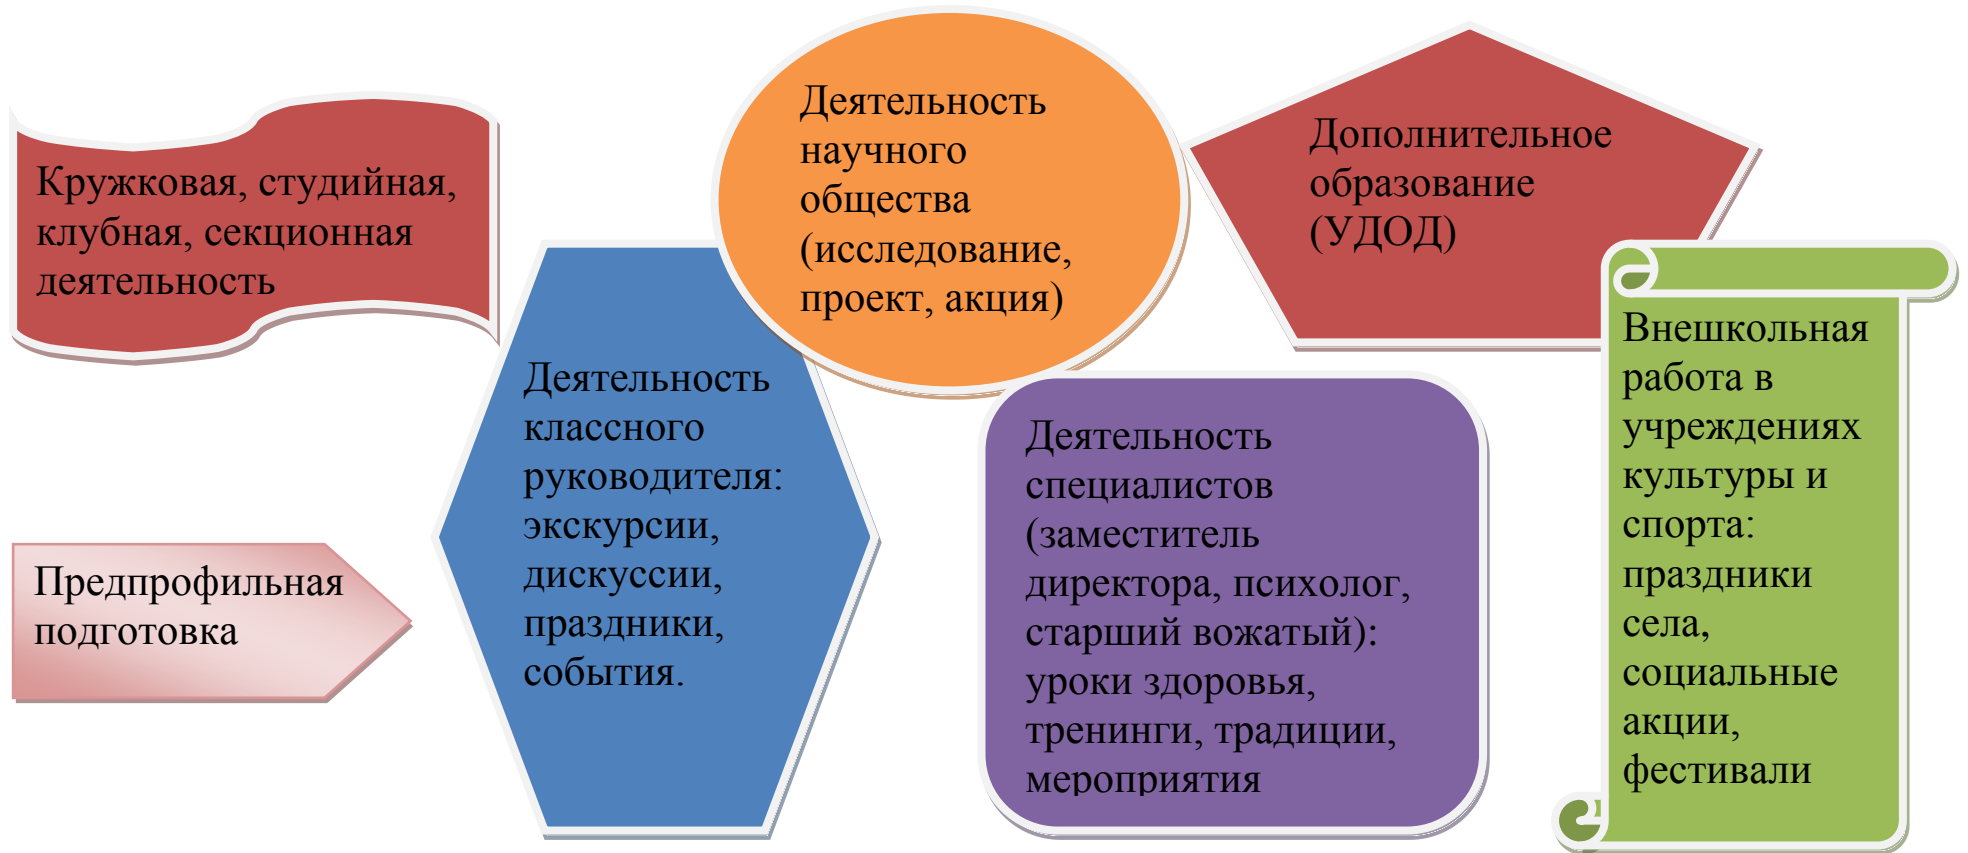 Кружковая, студийная,
клубная, секционная
деятельность
Деятельность
научного
общества
(исследование,
проект, акция)
Дополнительное
образование
(УДОД)
Деятельность
классного
руководителя:
экскурсии,
дискуссии,
праздники,
события.
Деятельность
специалистов
(заместитель
директора, психолог,
старший вожатый):
уроки здоровья,
тренинги, традиции,
мероприятия
Внешкольная
работа в
учреждениях
культуры и
спорта:
праздники
села,
социальные
акции,
фестивали
Предпрофильная
подготовка